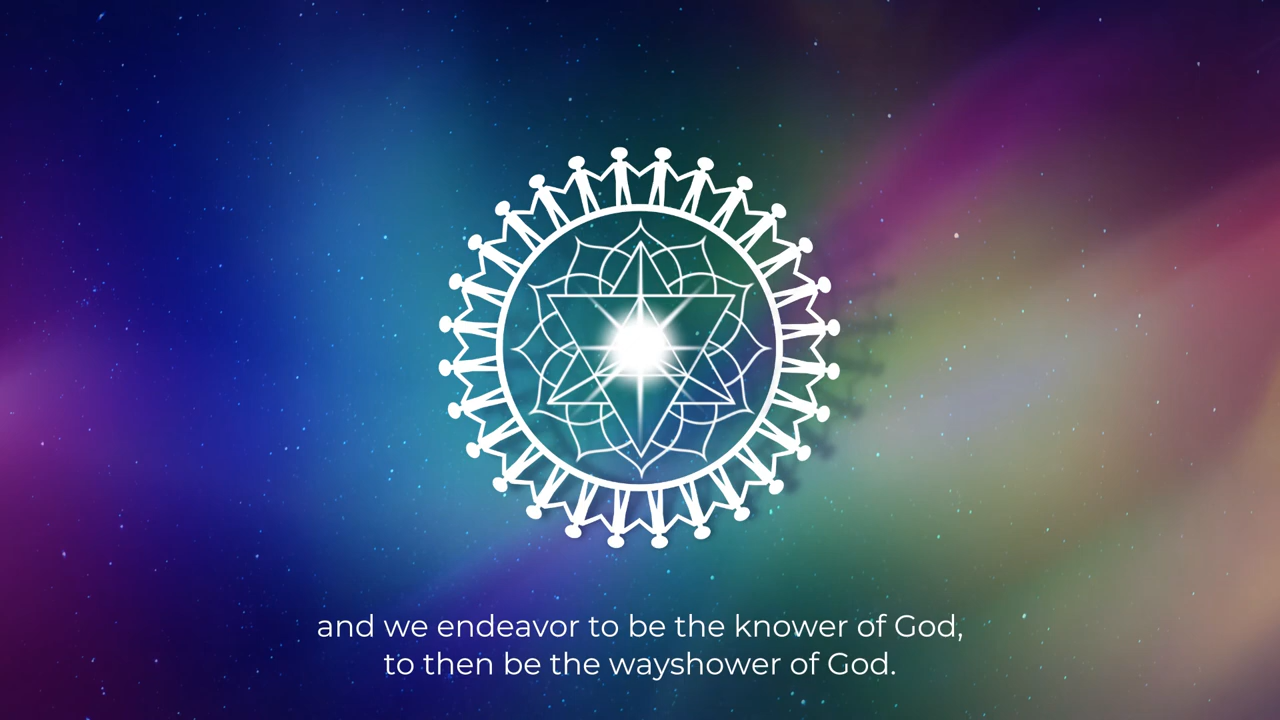 and we endeavor to be the knower of God,
to then be the wayshower of God.